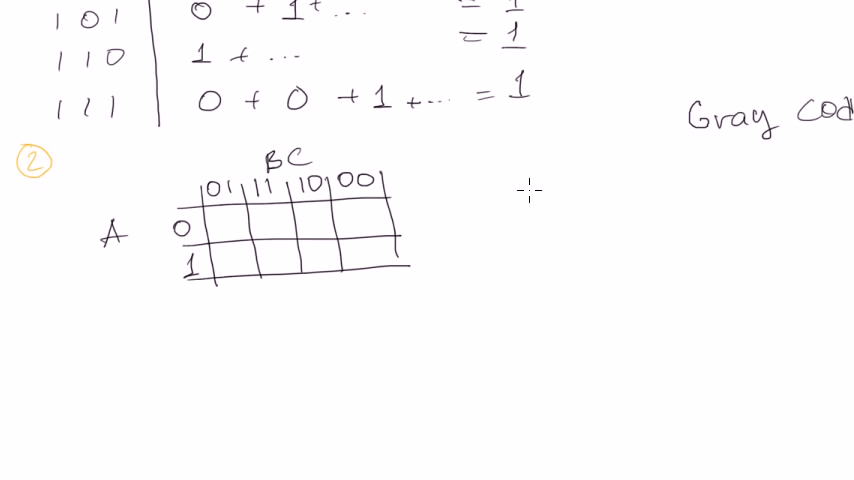 1 0 1 0 + 1 + ... = 1
1 1 0 1 + ... = 1
1 1 1 0 + 0 + 1 + ... = 1
Gray cod
2
BC
01 11 10 00
A 0
1